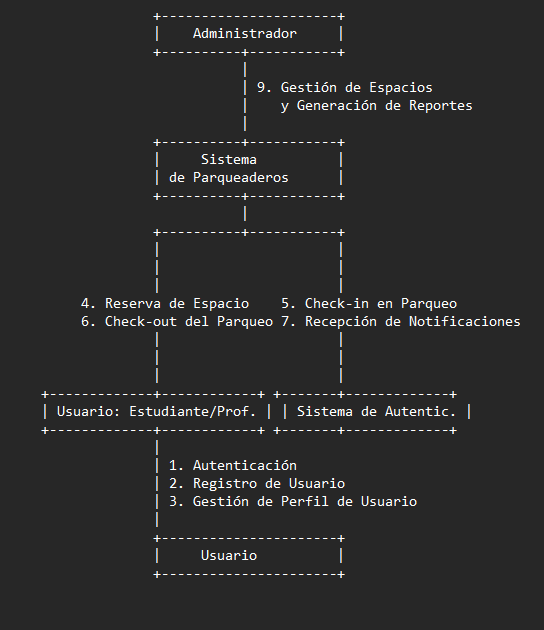 Administrador
9. Gestión de Espacios
y Generación de Reportes
Sistema
de Parqueaderos
4. Reserva de Espacio 5. Check-in en Parqueo
6. Check-out del Parqueo 7. Recepción de Notificaciones
Usuario: Estudiante/Prof. Sistema de Autentic.
1. Autenticación
2. Registro de Usuario
3. Gestión de Perfil de Usuario
Usuario